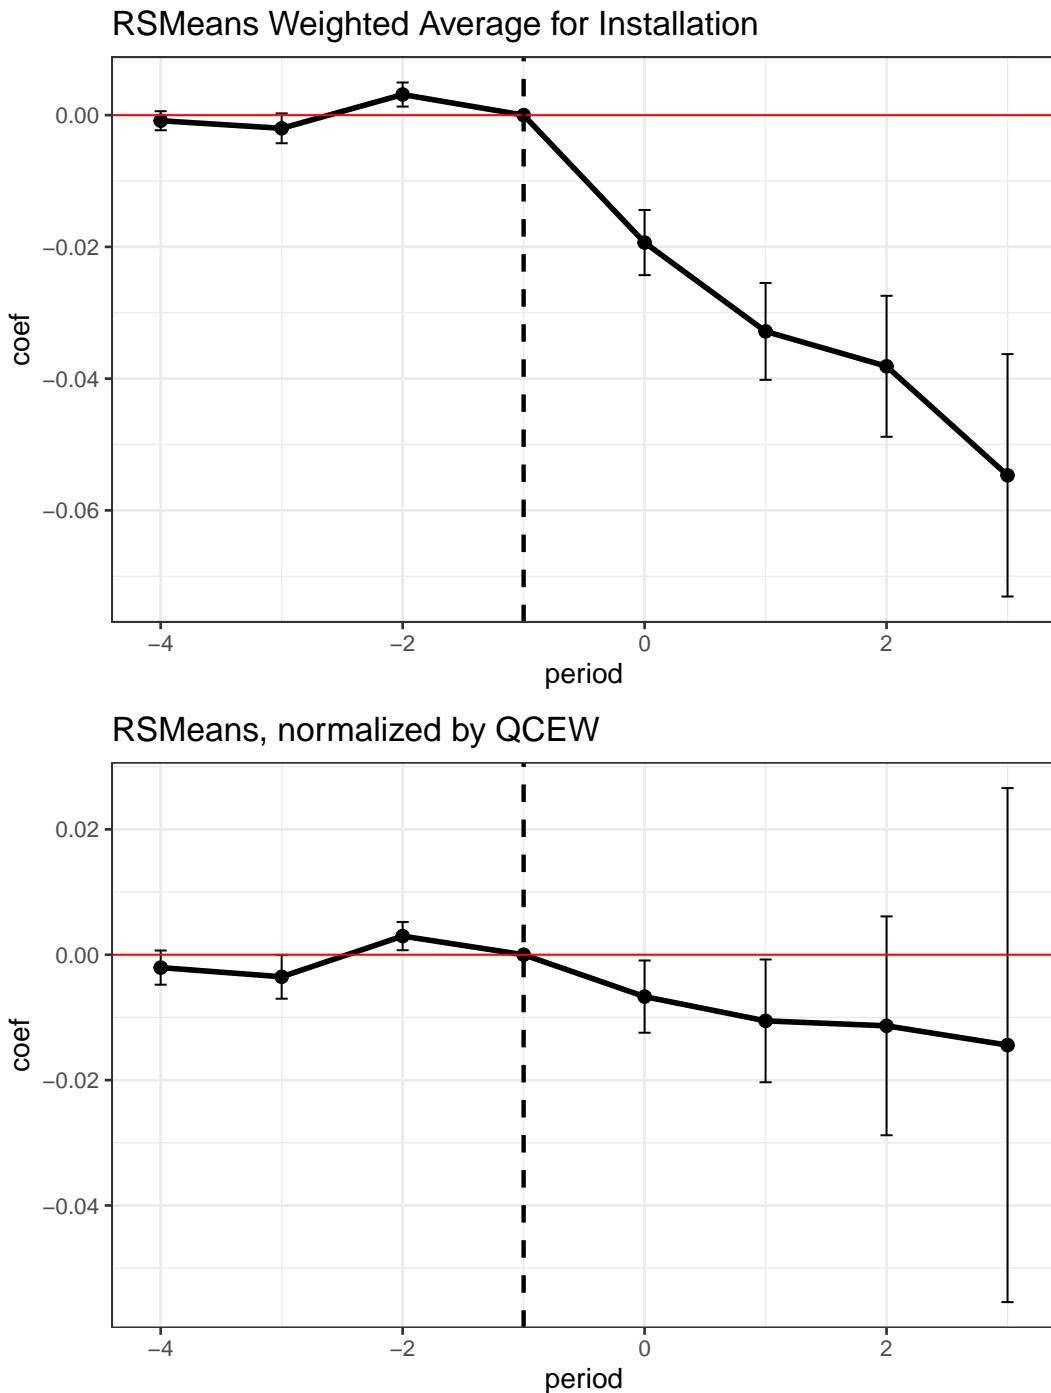 RSMeans Weighted Average for Installation
0.00
−0.02
−0.04
−0.06
coef
−4
−2
0
2
period
RSMeans, normalized by QCEW
0.02
0.00
−0.02
−0.04
coef
−4
−2
0
2
period